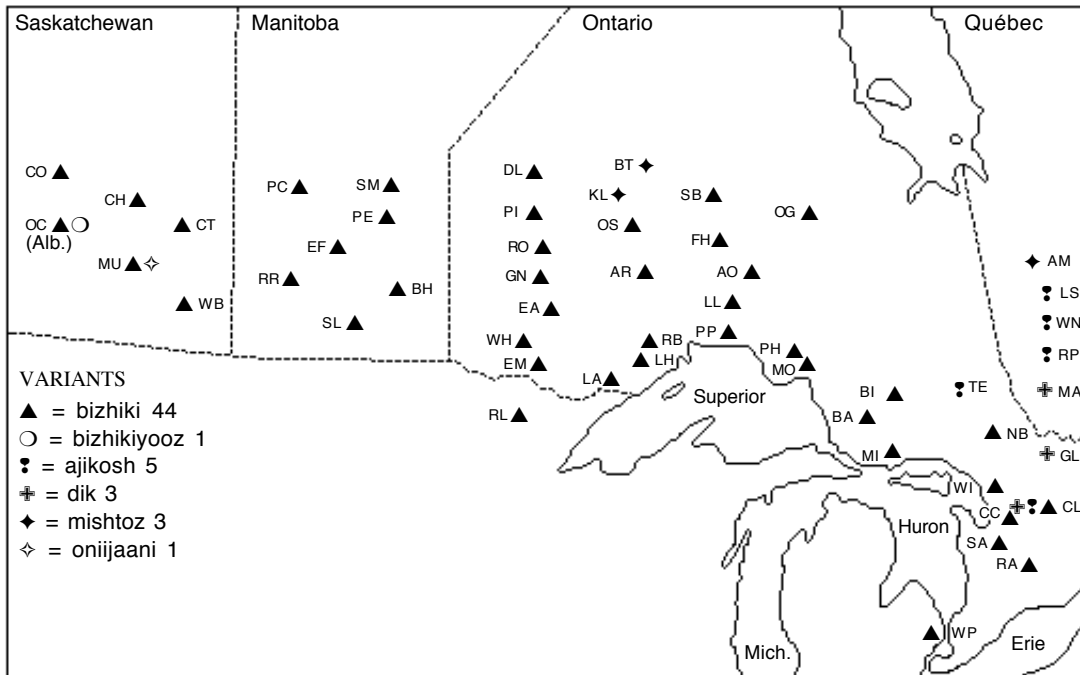 Saskatchewan Manitoba Ontario Québec
CO
CH
OC
(Alb.)
CT
MU
WB
PC
SM
PE
EF
RR
BH
SL
DL
BT
KL
PI
OS
SB
OG
RO
FH
GN
AR
AO
EA
LL
WH
RB
PP
EM
LH
PH
LA
MO
RL
AM
LS
WN
RP
MA
TE
BI
BA
NB
MI
GL
WI
CC
CL
SA
RA
WP
Superior
Huron
Mich.
Erie
VARIANTS
▲ = bizhiki 44
❍ = bizhikiyooz 1
❢ = ajikosh 5
✙ = dik 3
✦ = mishtoz 3
✧ = oniijaani 1